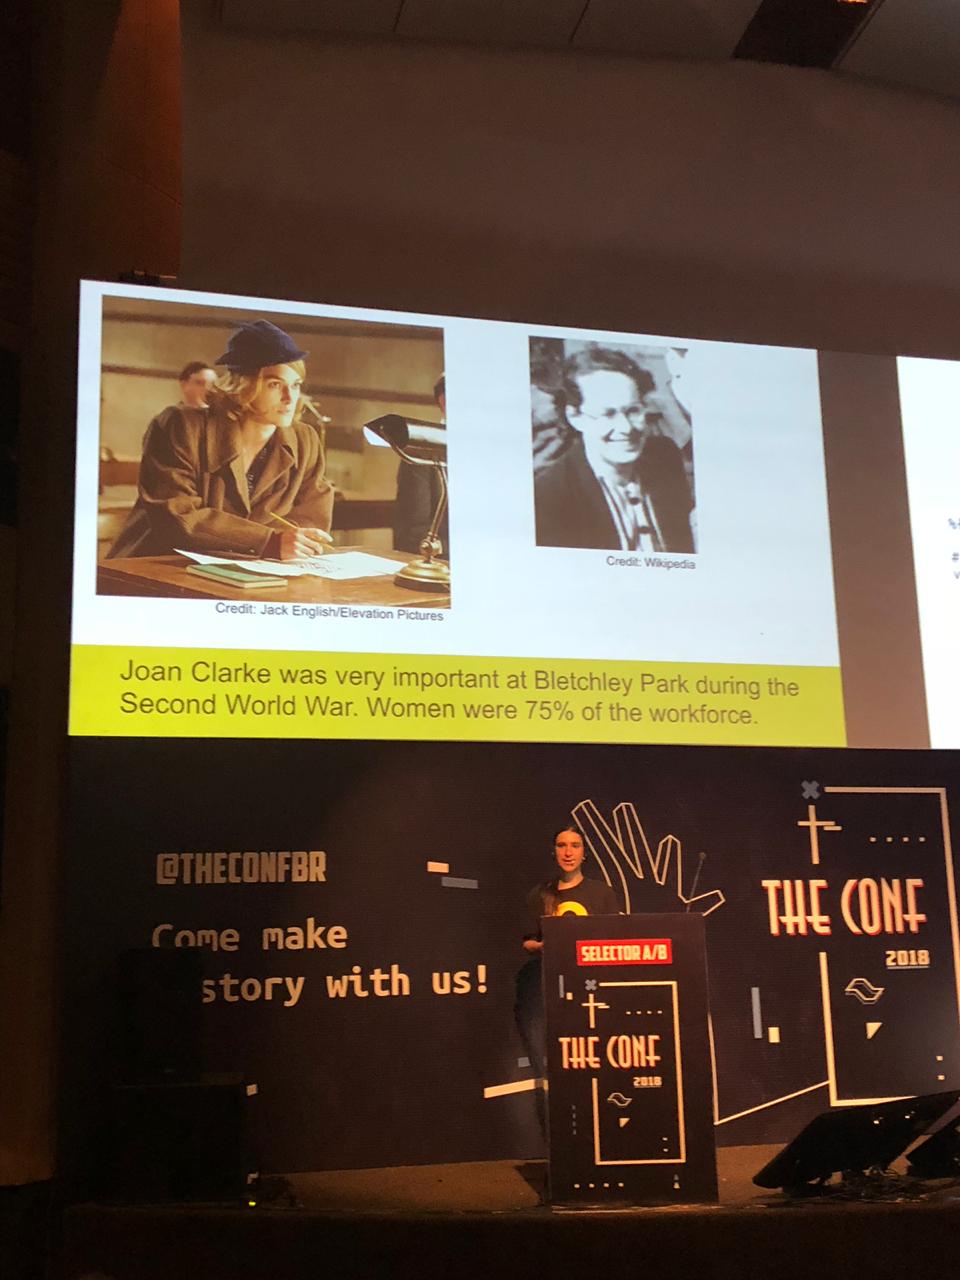 Credit: Wikipedia
Credit: Jack English/Elevation Pictures
Joan Clarke was very important at Bletchley Park during the
Second World War. Women were 75% of the workforce.
@THECONFBR
Come make
story with us!
THE CONF
2018
SELECTOR A/B
THE CONF
2018